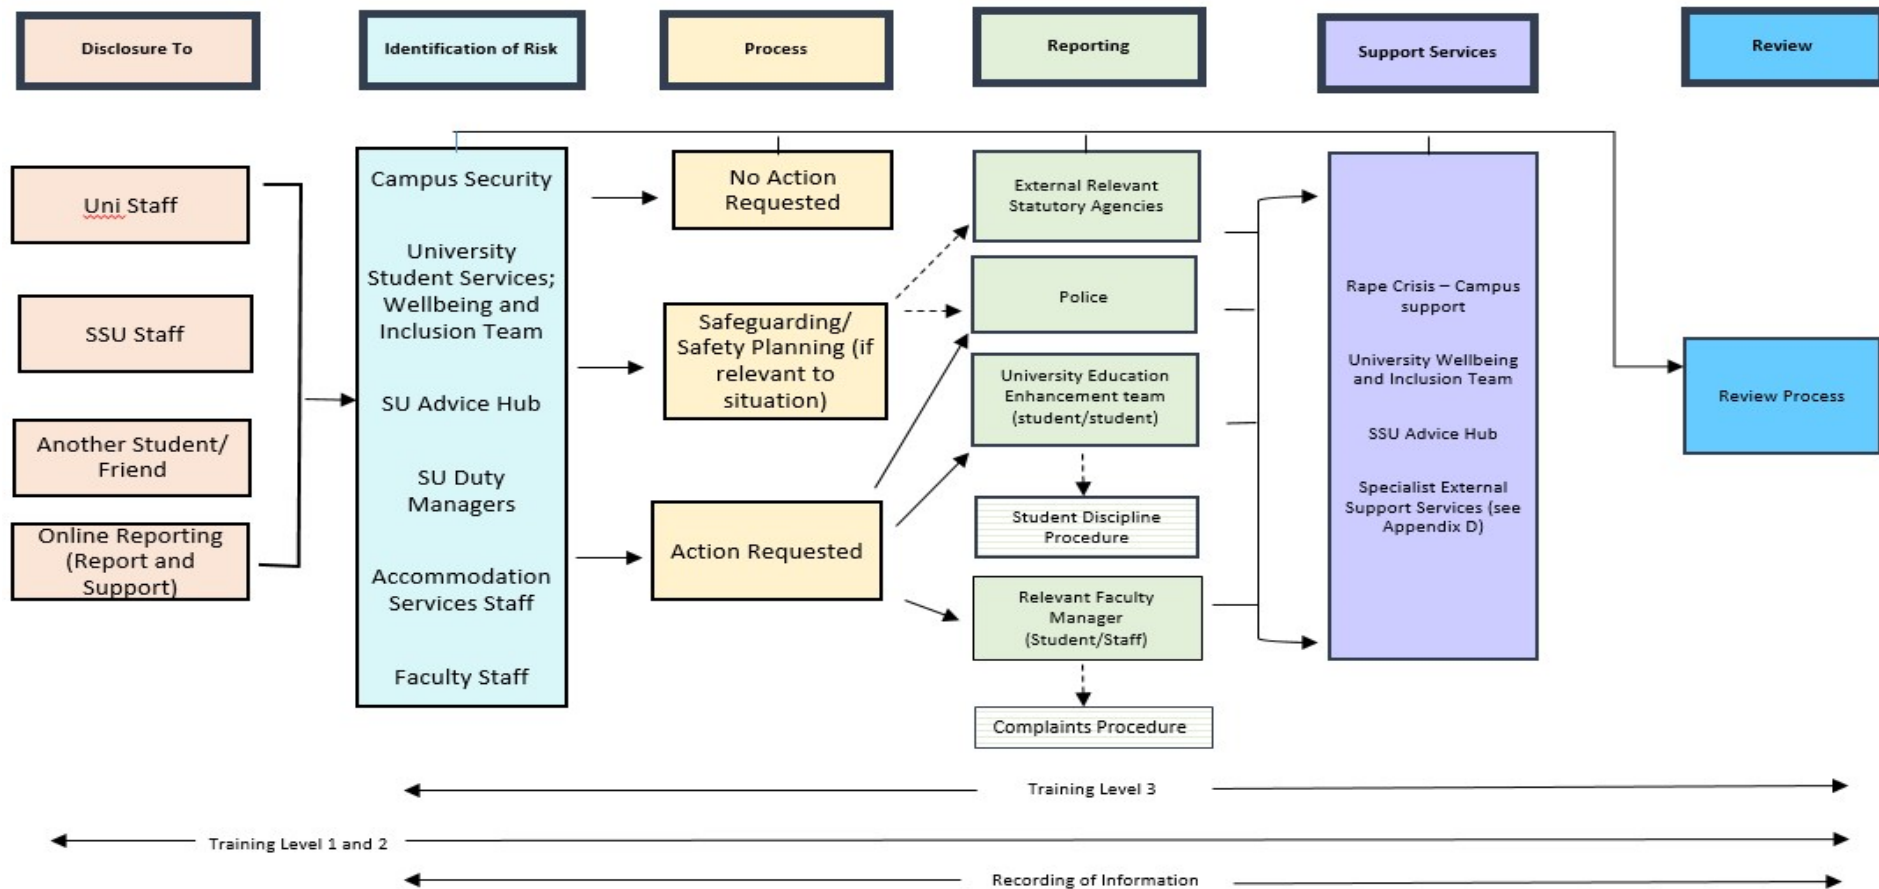 Disclosure To
Identification of Risk
Process
Reporting
Support Services
Review
Uni Staff
SSU Staff
Another Student/
Friend
Online Reporting
(Report and
Support)
Campus Security
University
Student Services;
Wellbeing and
Inclusion Team
SU Advice Hub
SU Duty
Managers
Accommodation
Services Staff
Faculty Staff
No Action
Requested
Safeguarding/
Safety Planning (if
relevant to
situation)
Action Requested
External Relevant
Statutory Agencies
Police
University Education
Enhancement team
(student/student)
Student Discipline
Procedure
Relevant Faculty
Manager
(Student/Staff)
Complaints Procedure
Rape Crisis – Campus
support
University Wellbeing
and Inclusion Team
SSU Advice Hub
Specialist External
Support Services (see
Appendix D)
Review Process
Training Level 3
Training Level 1 and 2
Recording of Information